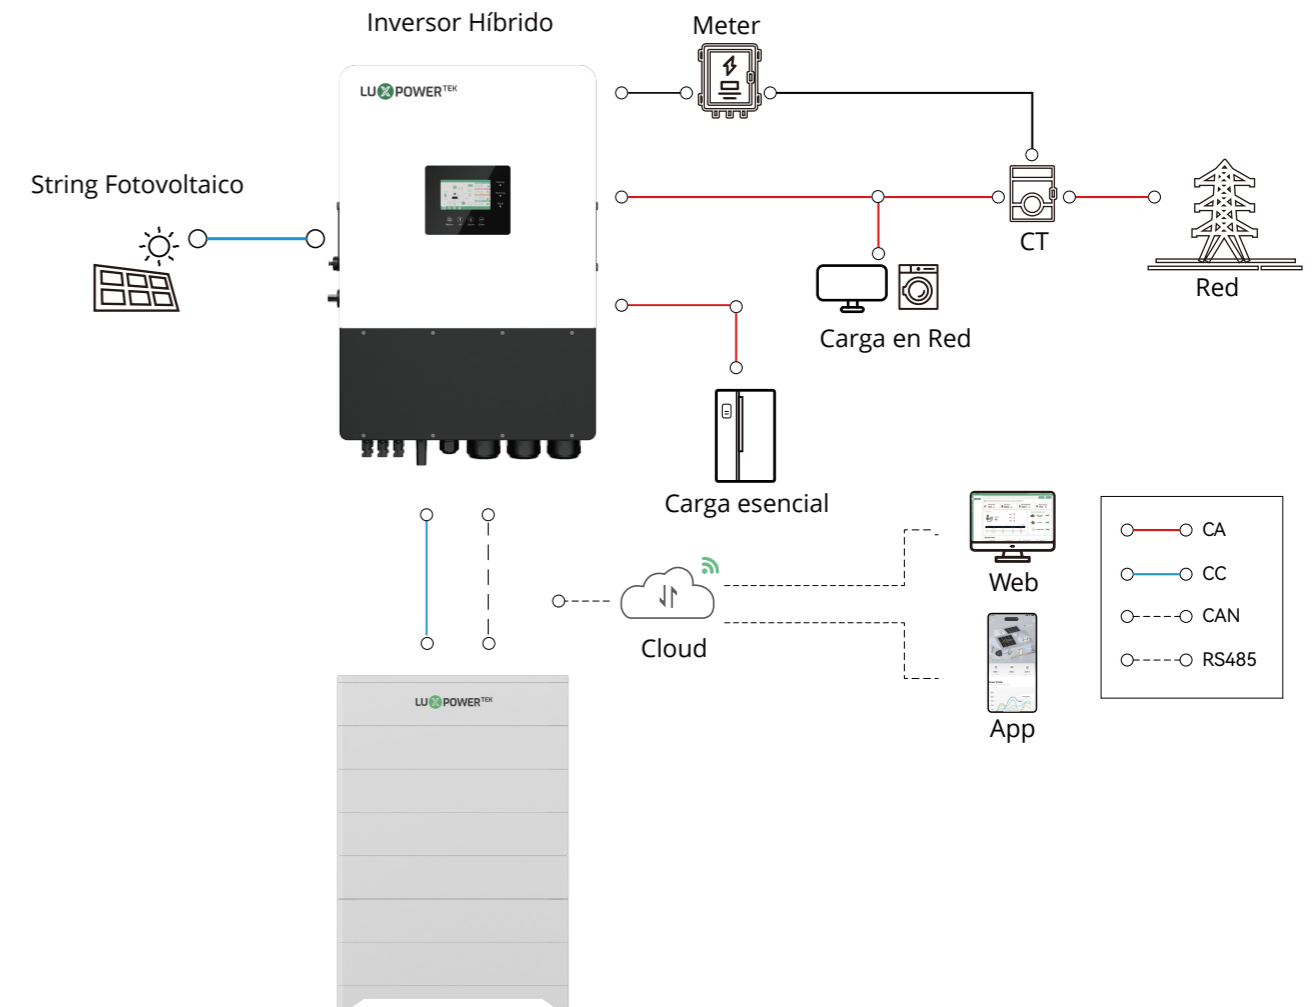 Inversor Híbrido
Meter
LUXPOWERTEK
String Fotovoltaico
CT
Red
Carga en Red
Carga esencial
Cloud
Web
App
CA
CC
CAN
RS485
LUXPOWERTEK